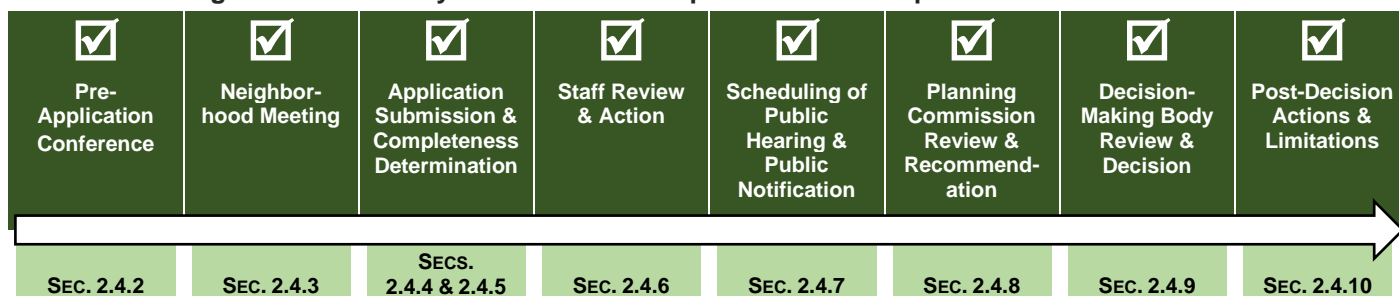 Pre-
Application
Conference
Neighbor-
hood Meeting
Application
Submission &
Completeness
Determination
Staff Review
& Action
Scheduling of
Public
Hearing &
Public
Notification
Planning
Commission
Review &
Recommend-
ation
Decision-
Making Body
Review &
Decision
Post-Decision
Actions &
Limitations
SEC. 2.4.2
SEC. 2.4.3
SECS.
2.4.4 & 2.4.5
SEC. 2.4.6
SEC. 2.4.7
SEC. 2.4.8
SEC. 2.4.9
SEC. 2.4.10